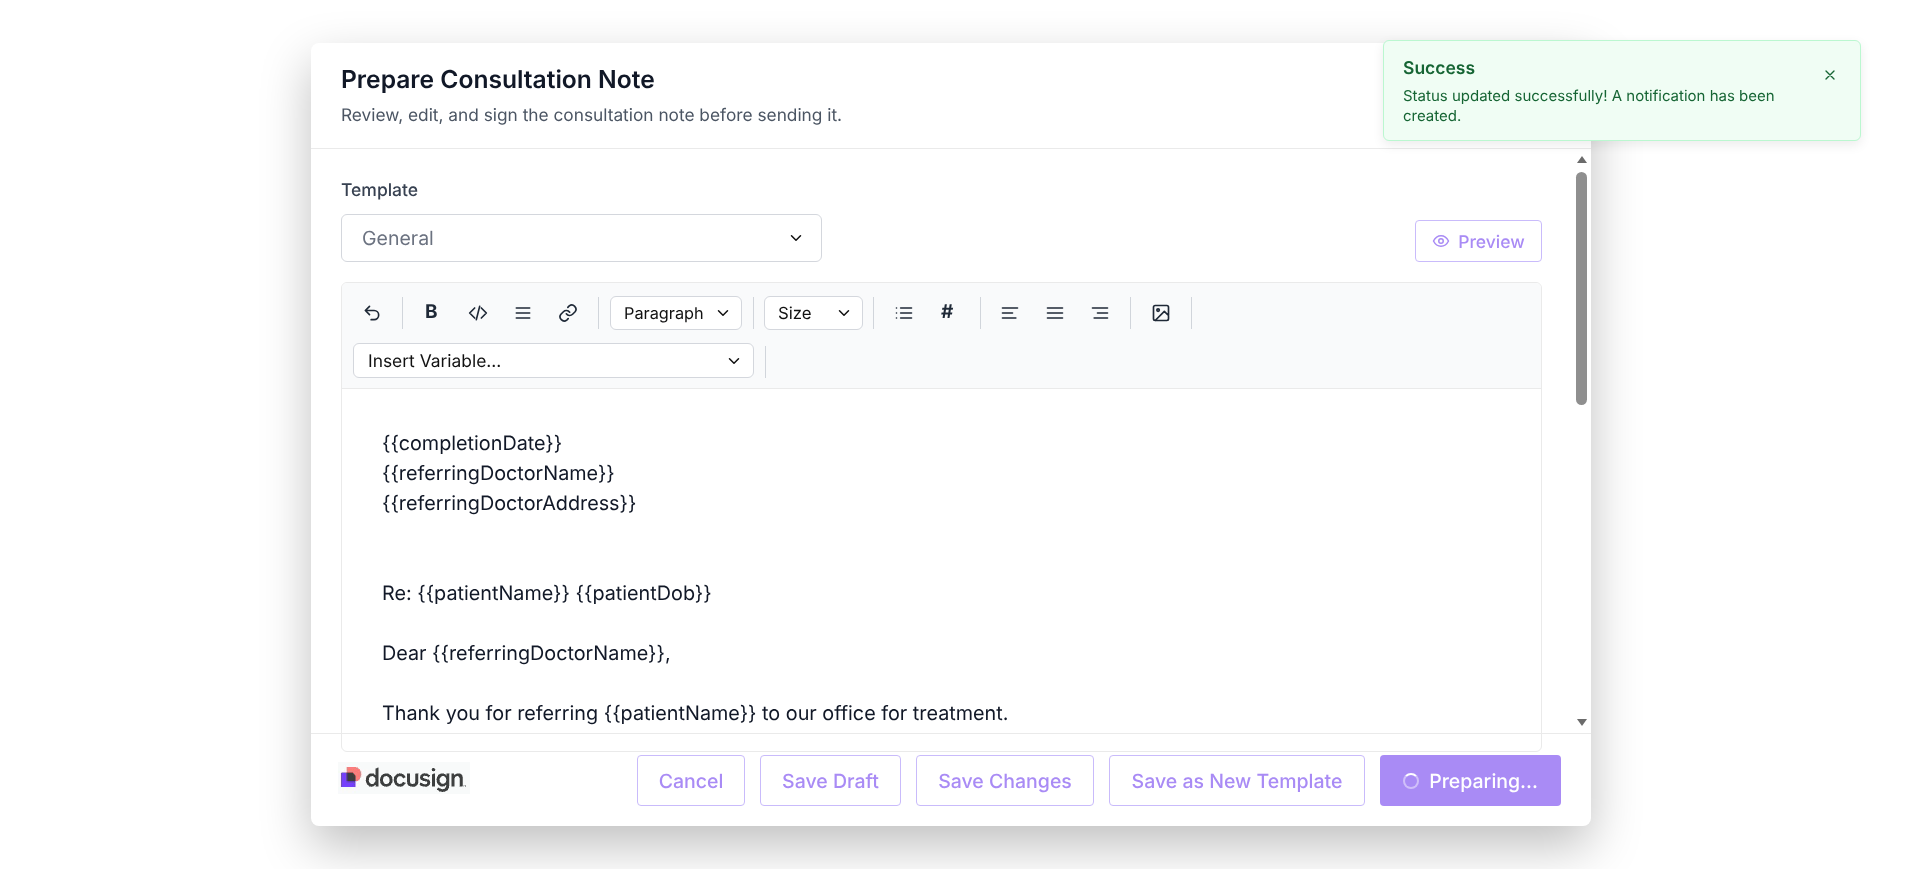 Prepare Consultation Note
Review, edit, and sign the consultation note before sending it.
Success
Status updated successfully! A notification has been
created.
Template
General
Preview
B
Paragraph
Size
#
Insert Variable...
{{completionDate}}
{{referringDoctorName}}
{{referringDoctorAddress}}
Re: {{patientName}} {{patientDob}}
Dear {{referringDoctorName}},
Thank you for referring {{patientName}} to our office for treatment.
docusign
Cancel
Save Draft
Save Changes
Save as New Template
Preparing...